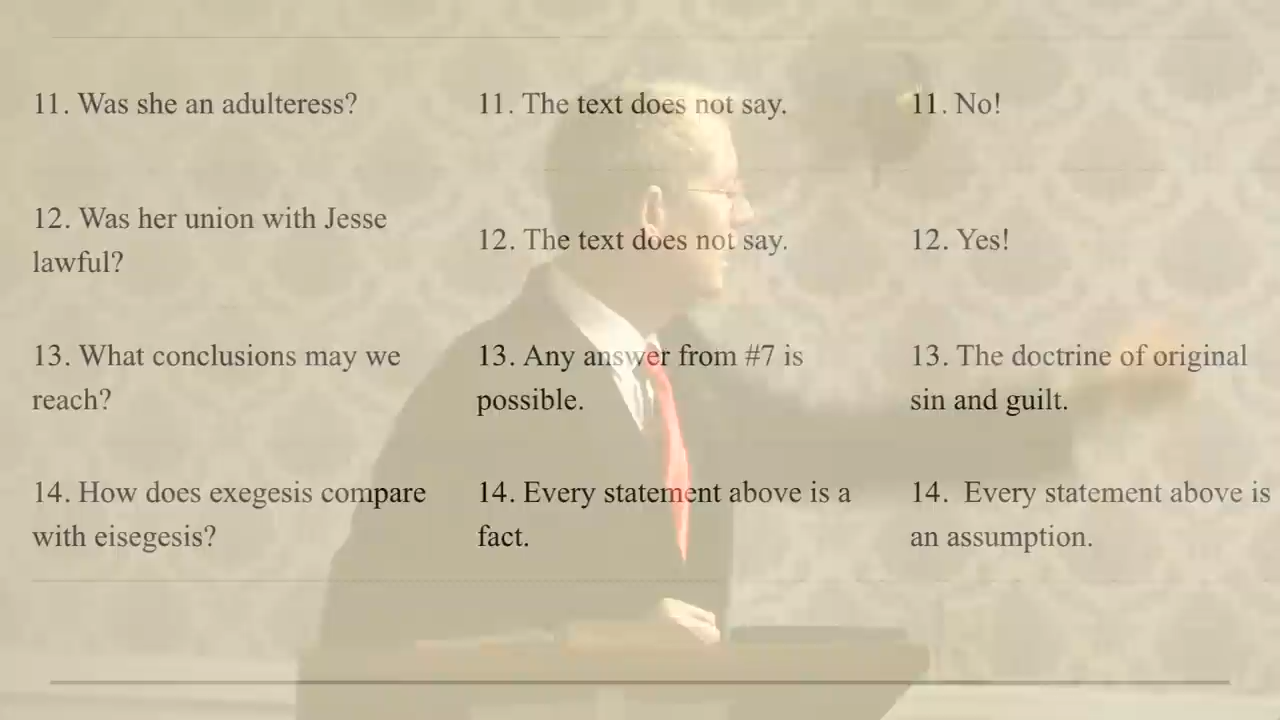 11. Was she an adulteress?
11. The text does not say.
11. No!
12. Was her union with Jesse
lawful?
12. The text does not say.
12. Yes!
13. What conclusions may we
reach?
13. Any answer from #7 is
possible.
13. The doctrine of original
sin and guilt.
14. How does exegesis compare
with eisegesis?
14. Every statement above is a
fact.
14.  Every statement above is
an assumption.